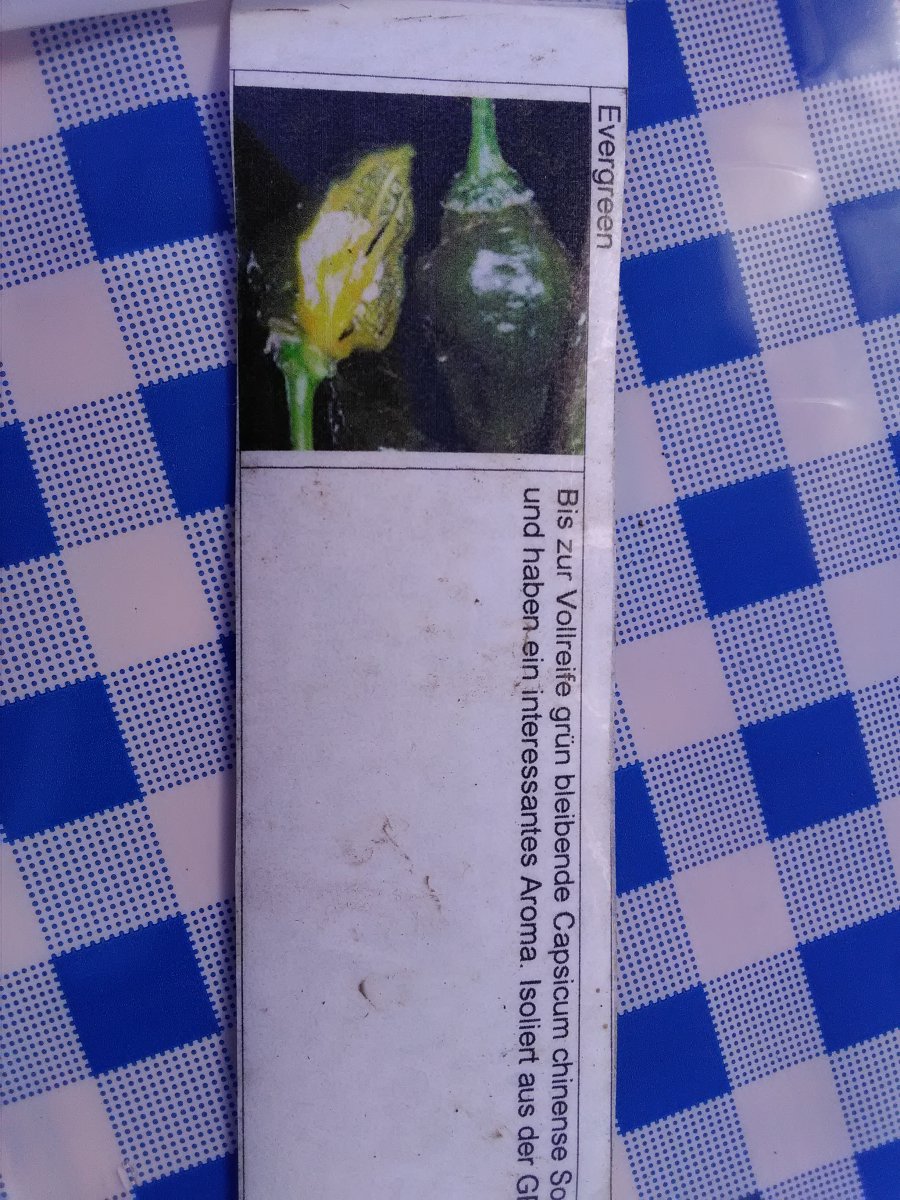 Evergreen
Bis zur Vollreife grün bleibende Capsicum chinense
und haben ein interessantes Aroma. Isoliert aus der